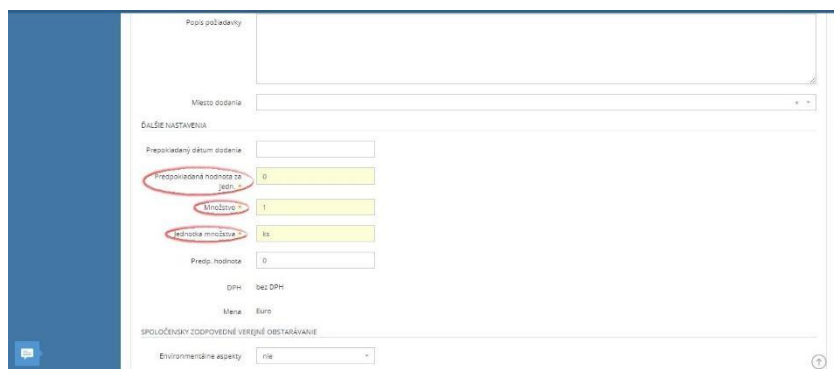 Popis požiadavky
Miesto dodania
ĎALŠIE NASTAVENIA
Prepokladaný dátum dodania
Predpokladaná hodnota za
jedn. * 0
Množstvo * 1
Jednotka množstva * ks
Predp. hodnota 0
DPH bez DPH
Mena Euro
SPOLOČENSKY ZODPOVEDNÉ VEREJNÉ OBSTARÁVANIE
Environmentálne aspekty nie